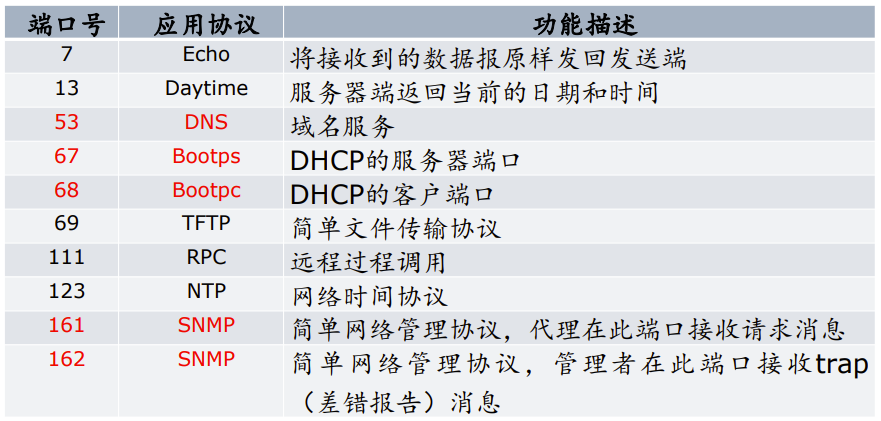 端口号 应用协议 功能描述
7 Echo 将接收到的数据报原样发回发送端
13 Daytime 服务器端返回当前的日期和时间
53 DNS 域名服务
67 Bootps DHCP的服务器端口
68 Bootpc DHCP的客户端口
69 TFTP 简单文件传输协议
111 RPC 远程过程调用
123 NTP 网络时间协议
161 SNMP 简单网络管理协议，代理在此端口接收请求消息
162 SNMP 简单网络管理协议，管理者在此端口接收trap
（差错报告）消息